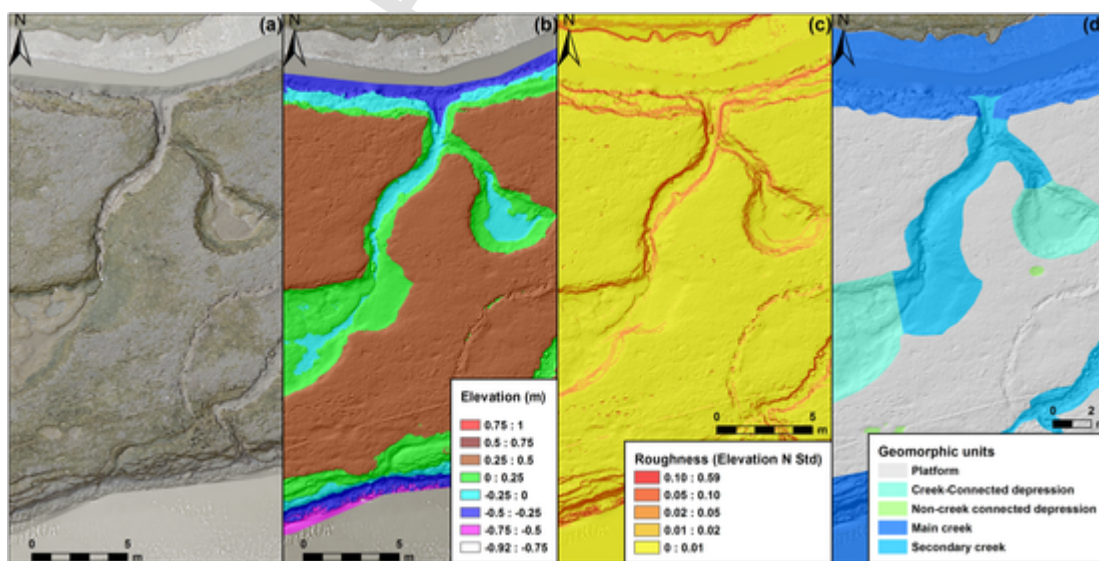 N
(a)
N
(b)
N
(c)
N
(d)
0 5
m
Elevation (m)
0.75 : 1
0.5 : 0.75
0.25 : 0.5
0 : 0.25
-0.25 : 0
-0.5 : -0.25
-0.75 : -0.5
-0.92 : -0.75
0 5
m
0 5
m
Roughness (Elevation N Std)
0.10 : 0.59
0.05 : 0.10
0.02 : 0.05
0.01 : 0.02
0 : 0.01
0 2
Geomorphic units
Platform
Creek-Connected depression
Non-creek connected depression
Main creek
Secondary creek